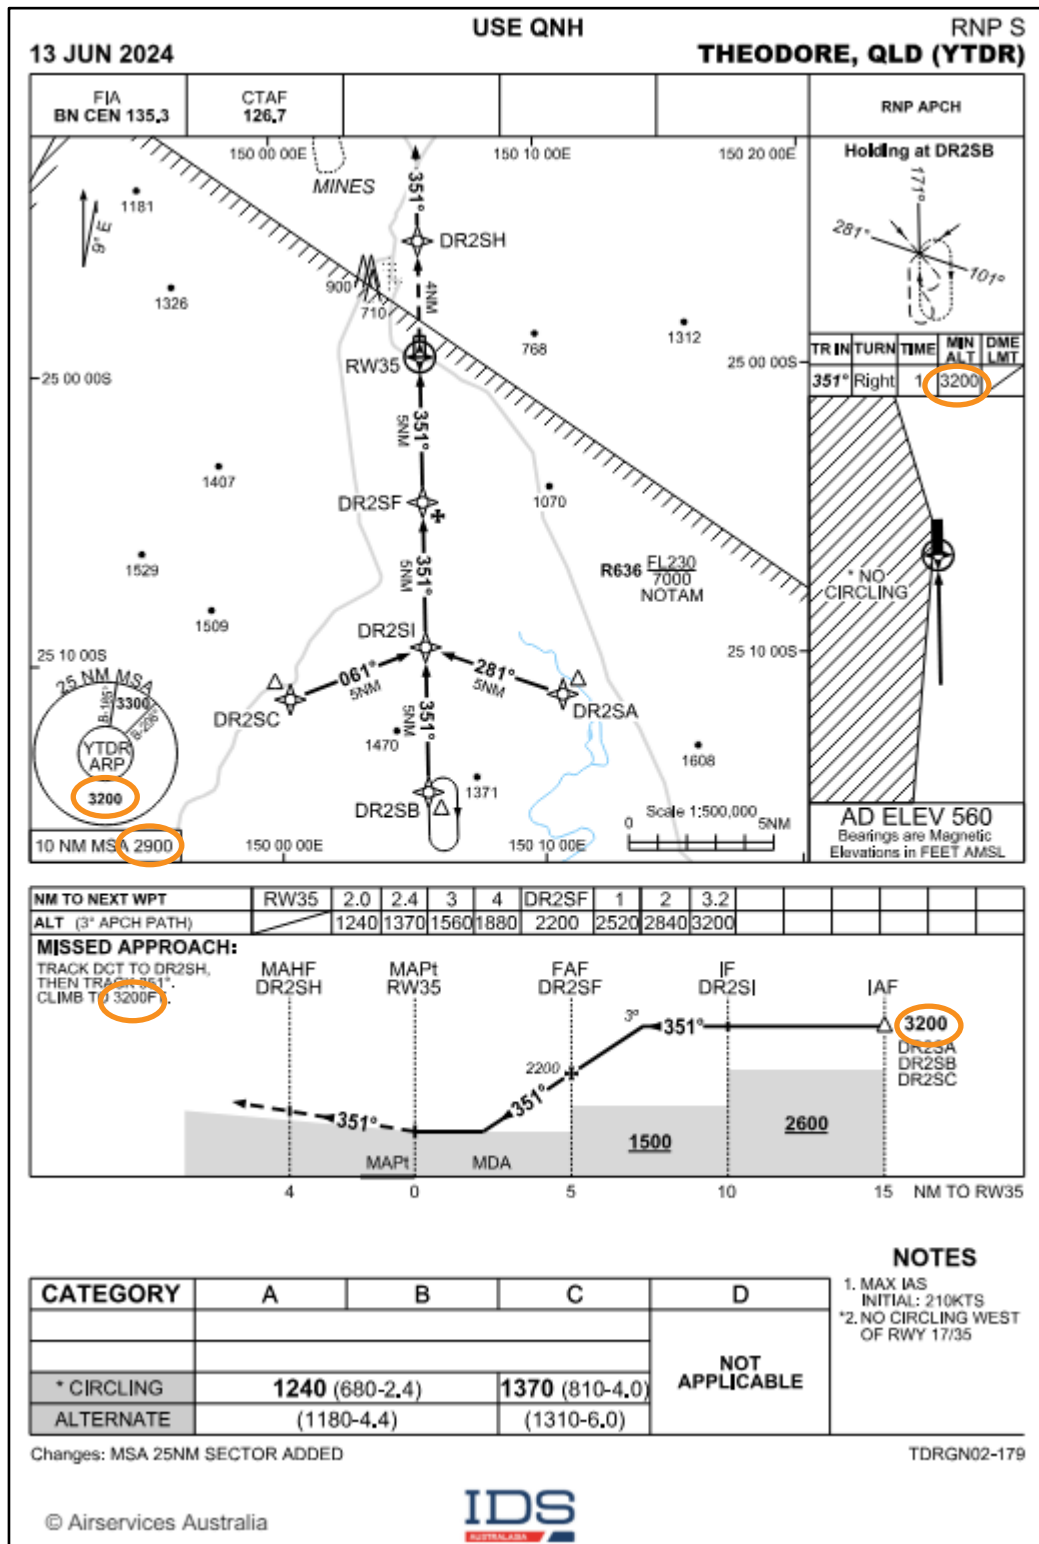 USE QNH
RNP S
13 JUN 2024
THEODORE, QLD (YTDR)
FIA
BN CEN 135.3
CTAF
126.7
RNP APCH
150 00 00E
150 10 00E
150 20 00E
MINES
351°
1181
9° E
DR2SH
4NM
900
710
1326
768
1312
RW35
25 00 00S
25 00 00S
351°
5NM
1407
DR2SF
1070
1529
351°
5NM
R636 FL230
7000
NOTAM
1509
DR2SI
25 10 00S
25 10 00S
061°
5NM
281°
5NM
DR2SC
DR2SA
351°
5NM
1470
1371
1608
DR2SB
25 NM MSA
B-185°
3300
B-206°
YTDR
ARP
3200
10 NM MSA 2900
150 00 00E
150 10 00E
Scale 1:500,000
0
5NM
Holding at DR2SB
171°
281°
101°
TR IN TURN TIME MIN ALT DME LMT
351° Right 1 3200
* NO
CIRCLING
AD ELEV 560
Bearings are Magnetic
Elevations in FEET AMSL
NM TO NEXT WPT RW35 2.0 2.4 3 4 DR2SF 1 2 3.2
ALT (3° APCH PATH) 1240 1370 1560 1880 2200 2520 2840 3200
MISSED APPROACH:
TRACK DCT TO DR2SH,
THEN TRACK 351°.
CLIMB TO 3200FT.
MAHF
DR2SH
MAPt
RW35
FAF
DR2SF
IF
DR2SI
IAF
3200
DR2SA
DR2SB
DR2SC
3°
351°
2200
351°
351°
2600
1500
MAPt
MDA
4 0 5 10 15 NM TO RW35
NOTES
1. MAX IAS
INITIAL: 210KTS
*2. NO CIRCLING WEST
OF RWY 17/35
CATEGORY A B C D
NOT
APPLICABLE
* CIRCLING 1240 (680-2.4) 1370 (810-4.0)
ALTERNATE (1180-4.4) (1310-6.0)
Changes: MSA 25NM SECTOR ADDED
TDRGN02-179
© Airservices Australia
IDS
AUSTRALASIA